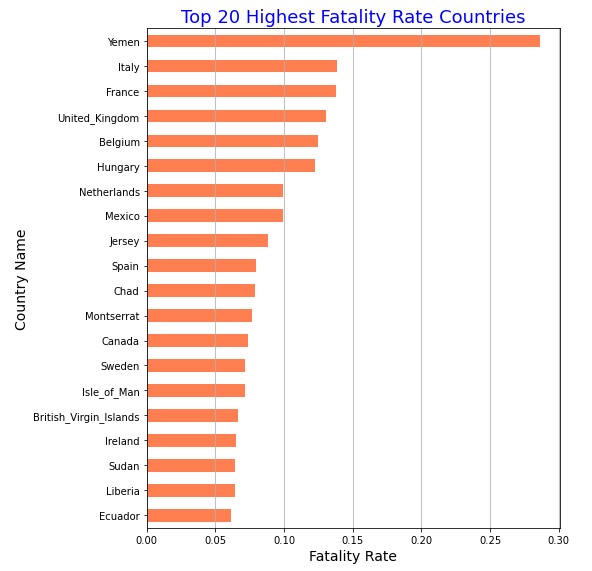 Top 20 Highest Fatality Rate Countries
Country Name
Yemen
Italy
France
United_Kingdom
Belgium
Hungary
Netherlands
Mexico
Jersey
Spain
Chad
Montserrat
Canada
Sweden
Isle_of_Man
British_Virgin_Islands
Ireland
Sudan
Liberia
Ecuador
0.00 0.05 0.10 0.15 0.20 0.25 0.30
Fatality Rate